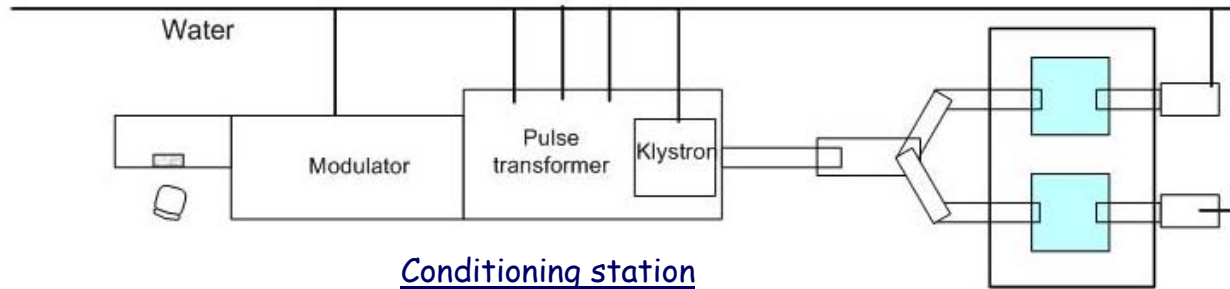 Water
Modulator
Pulse
transformer
Klystron
Conditioning station